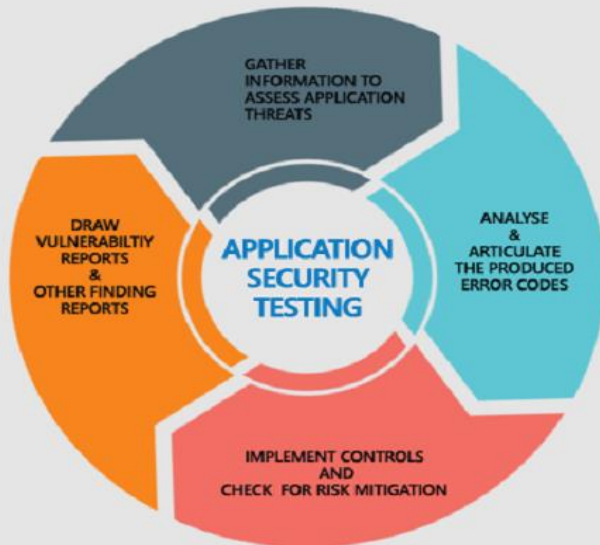 GATHER
INFORMATION TO
ASSESS APPLICATION
THREATS
ANALYSE
&
ARTICULATE
THE PRODUCED
ERROR CODES
IMPLEMENT CONTROLS
AND
CHECK FOR RISK MITIGATION
DRAW
VULNERABILTIY
REPORTS
&
OTHER FINDING
REPORTS
APPLICATION
SECURITY
TESTING